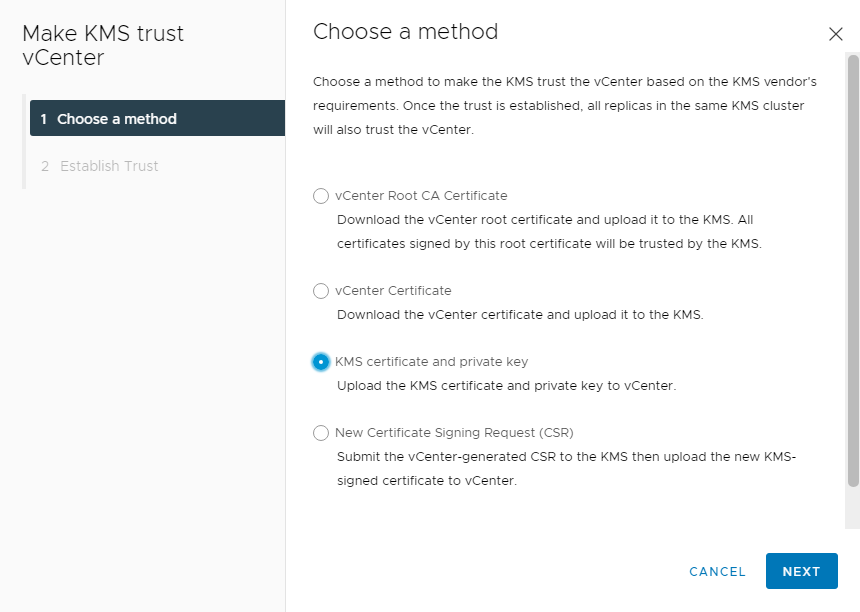 Make KMS trust
vCenter
1 Choose a method
2 Establish Trust
Choose a method
Choose a method to make the KMS trust the vCenter based on the KMS vendor's
requirements. Once the trust is established, all replicas in the same KMS cluster
will also trust the vCenter.
vCenter Root CA Certificate
Download the vCenter root certificate and upload it to the KMS. All
certificates signed by this root certificate will be trusted by the KMS.
vCenter Certificate
Download the vCenter certificate and upload it to the KMS.
KMS certificate and private key
Upload the KMS certificate and private key to vCenter.
New Certificate Signing Request (CSR)
Submit the vCenter-generated CSR to the KMS then upload the new KMS-
signed certificate to vCenter.
CANCEL NEXT